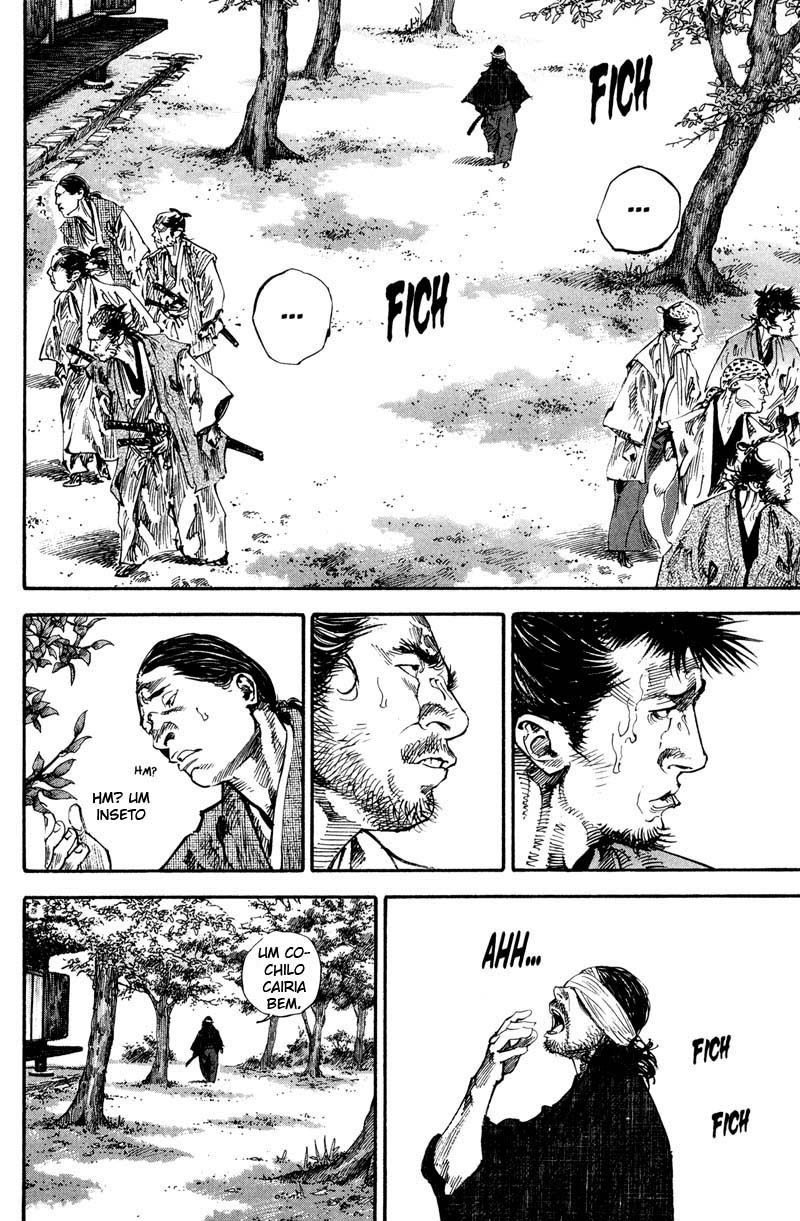 FICH
...
FICH
...
HM?
HM? UM
INSETO
UM CO-
CHILO
CAIRIA
BEM.
AHH...
FICH
FICH